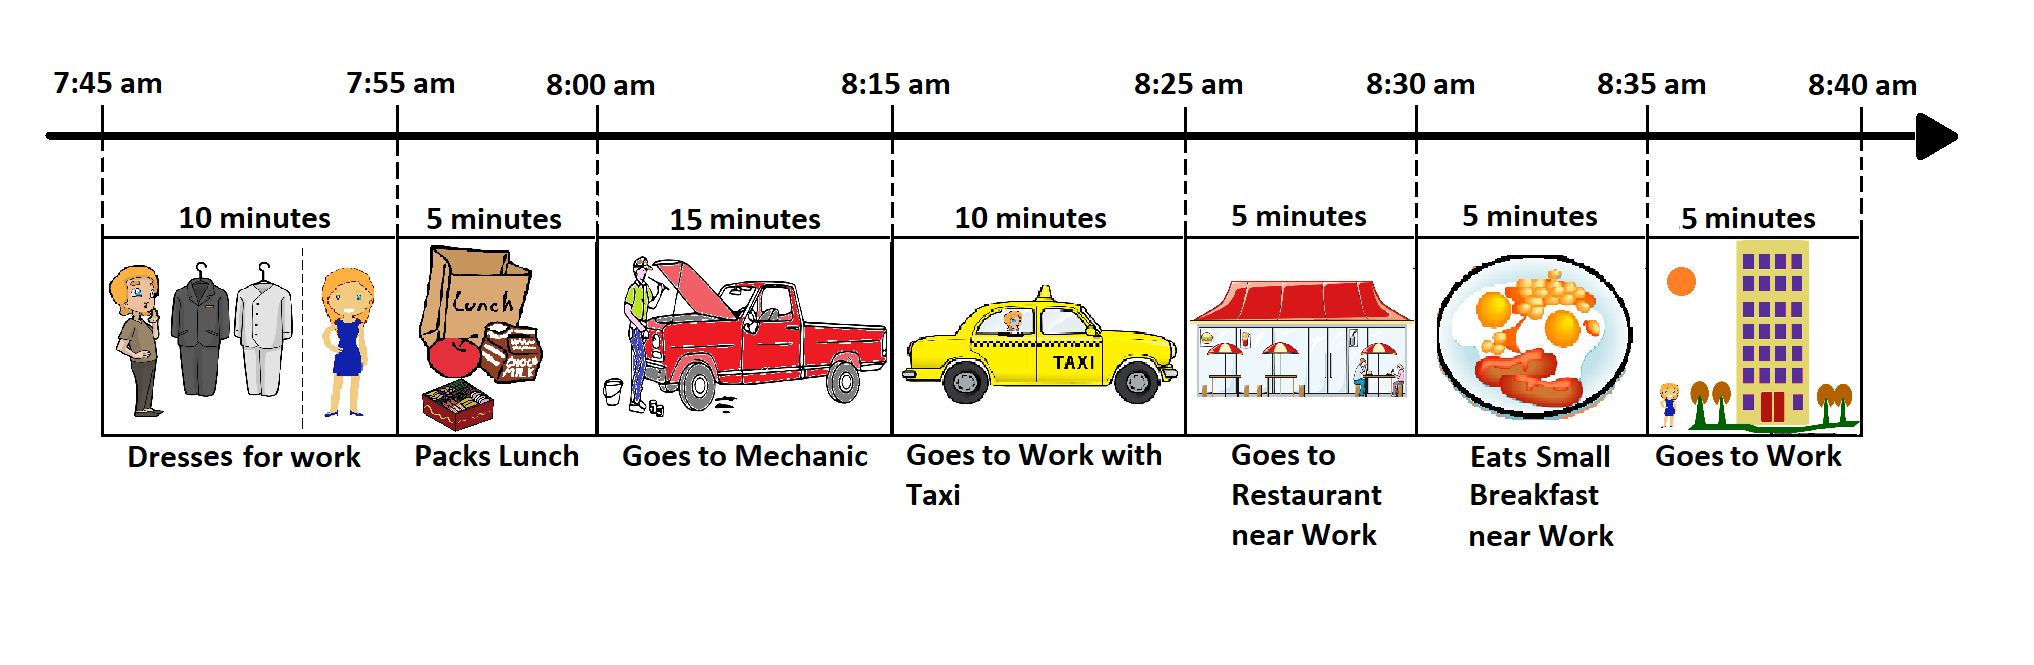 7:45 am 7:55 am 8:00 am 8:15 am 8:25 am 8:30 am 8:35 am 8:40 am
10 minutes 5 minutes 15 minutes 10 minutes 5 minutes 5 minutes 5 minutes
Lunch
TAXI
Dresses for work
Packs Lunch
Goes to Mechanic
Goes to Work with
Taxi
Goes to
Restaurant
near Work
Eats Small
Breakfast
near Work
Goes to Work